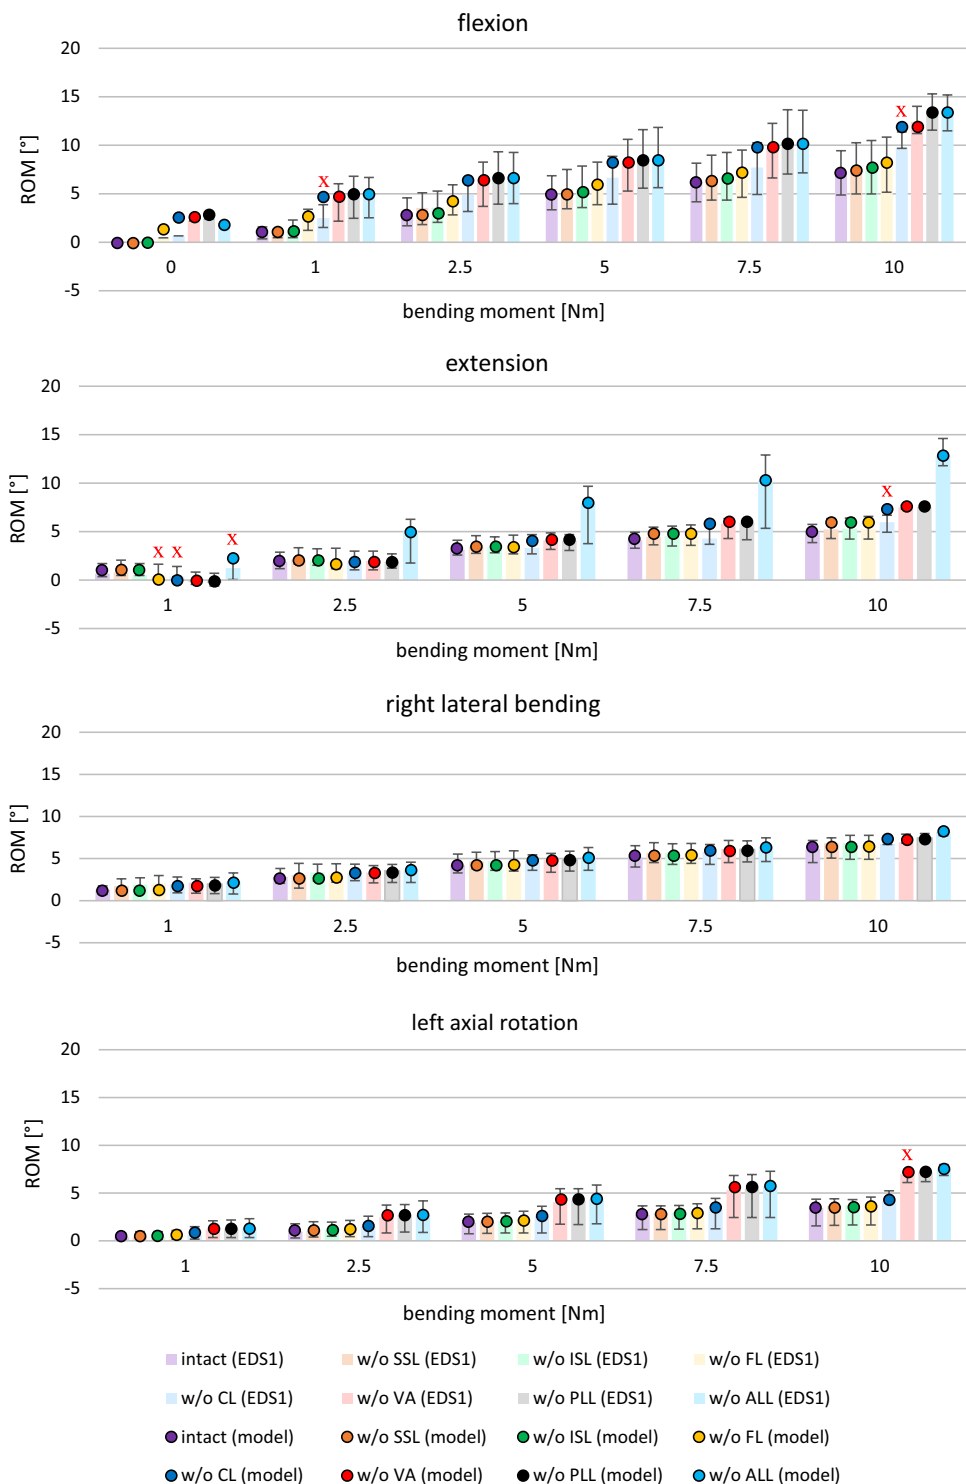 flexion
20
15
10
5
0
-5
ROM [°]
X
X
0 1 2.5 5 7.5 10
bending moment [Nm]
extension
20
15
10
5
0
-5
ROM [°]
X X X
X
1 2.5 5 7.5 10
bending moment [Nm]
right lateral bending
20
15
10
5
0
-5
ROM [°]
1 2.5 5 7.5 10
bending moment [Nm]
left axial rotation
20
15
10
5
0
-5
ROM [°]
X
1 2.5 5 7.5 10
bending moment [Nm]
intact (EDS1) w/o SSL (EDS1) w/o ISL (EDS1) w/o FL (EDS1)
w/o CL (EDS1) w/o VA (EDS1) w/o PLL (EDS1) w/o ALL (EDS1)
intact (model) w/o SSL (model) w/o ISL (model) w/o FL (model)
w/o CL (model) w/o VA (model) w/o PLL (model) w/o ALL (model)